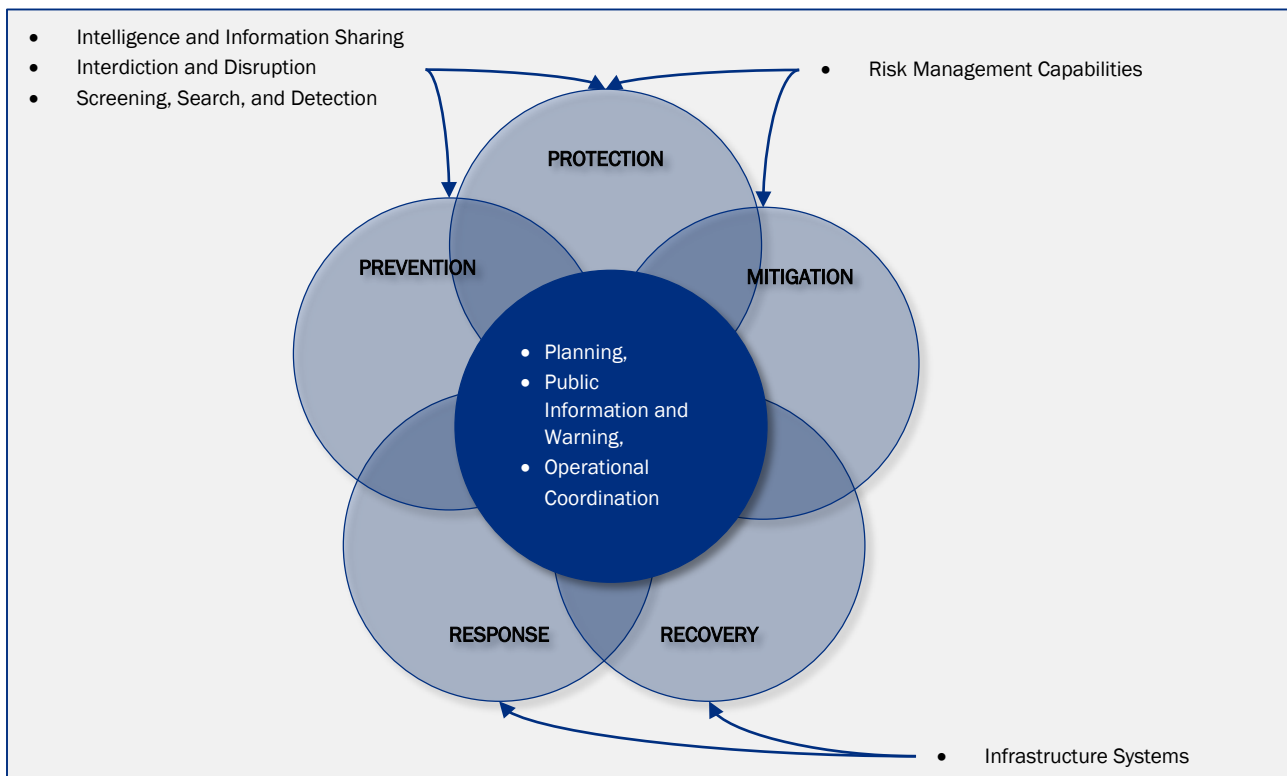 • Intelligence and Information Sharing
• Interdiction and Disruption
• Screening, Search, and Detection
• Risk Management Capabilities
PROTECTION
PREVENTION
MITIGATION
• Planning,
• Public
Information and
Warning,
• Operational
Coordination
RESPONSE
RECOVERY
• Infrastructure Systems